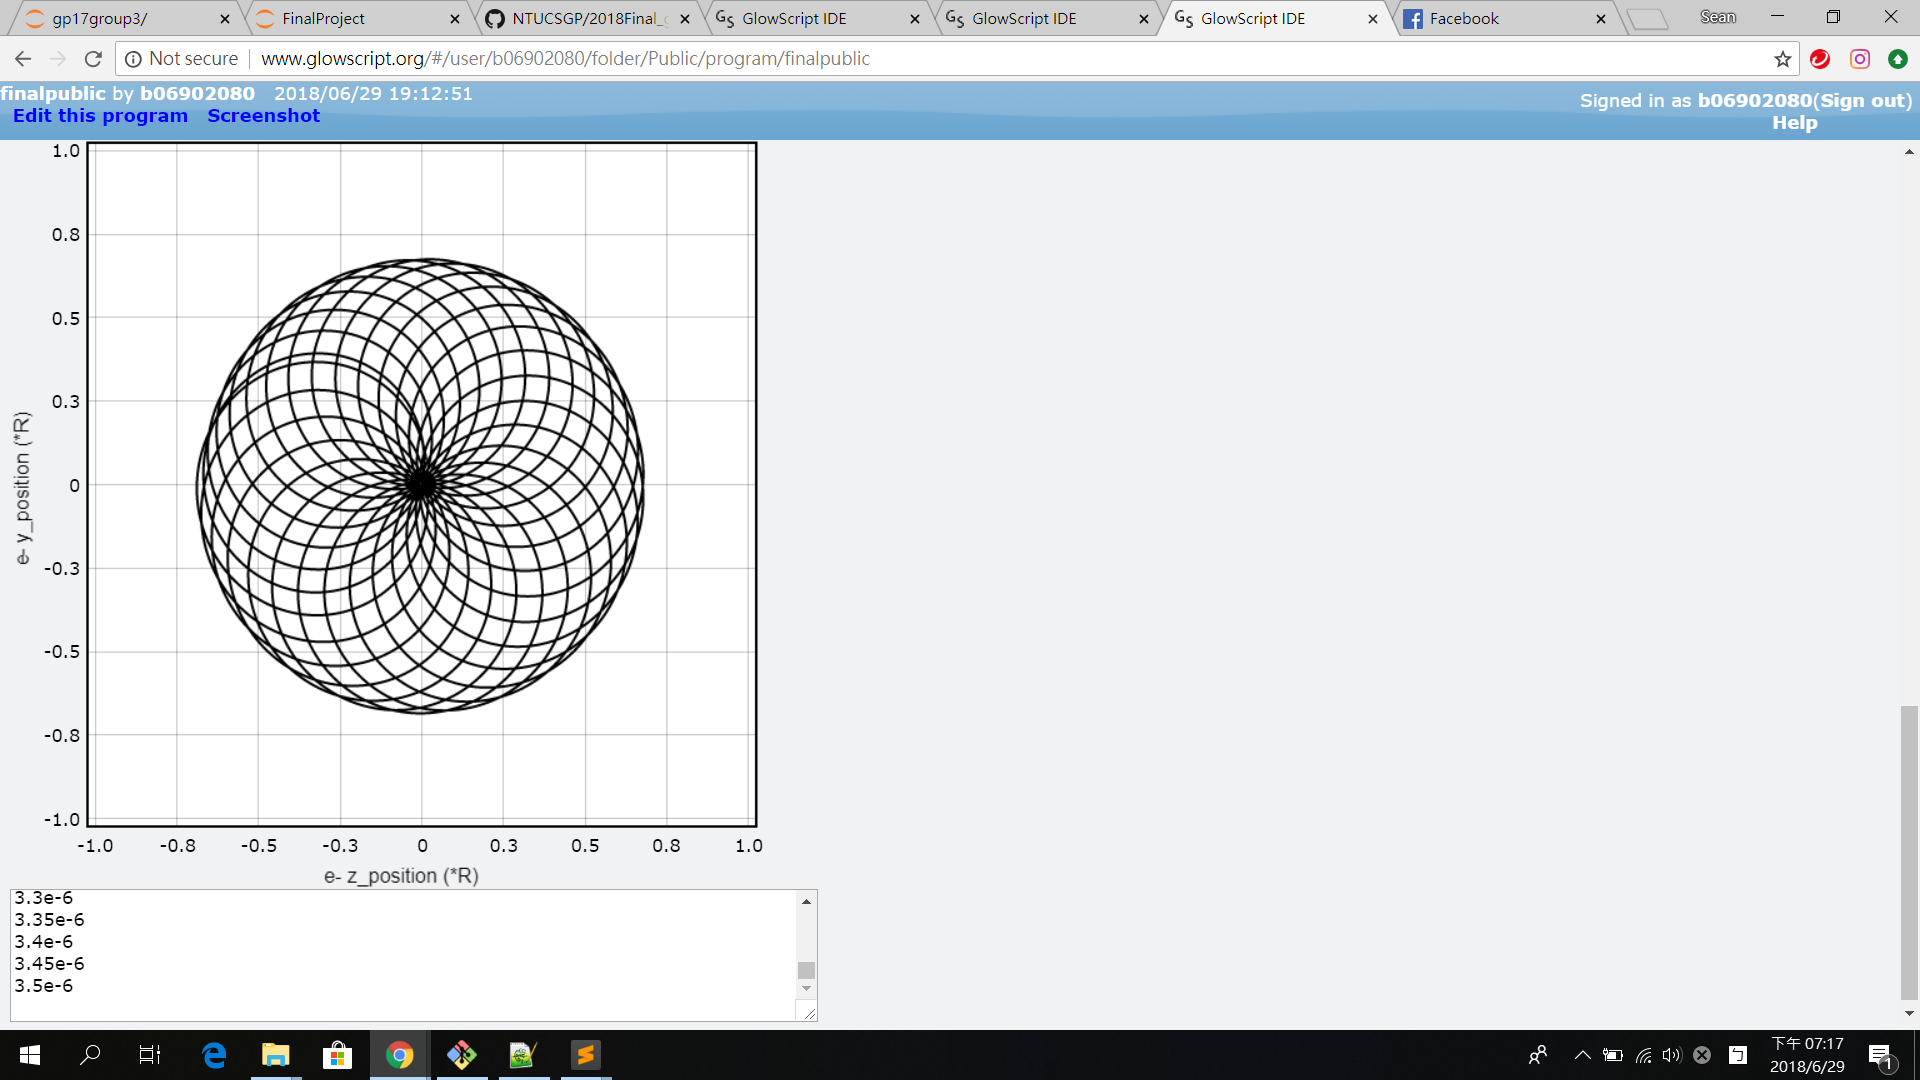 gp17group3/
FinalProject
NTUCSGP/2018Final_
GlowScript IDE
GlowScript IDE
GlowScript IDE
Facebook
Sean
Not secure
www.glowscript.org/#/user/b06902080/folder/Public/program/finalpublic
finalpublic by b06902080 2018/06/29 19:12:51
Signed in as b06902080(Sign out)
Edit this program Screenshot
Help
1.0
0.8
0.5
0.3
0
-0.3
-0.5
-0.8
-1.0
e- y_position (*R)
-1.0 -0.8 -0.5 -0.3 0 0.3 0.5 0.8 1.0
e- z_position (*R)
3.3e-6
3.35e-6
3.4e-6
3.45e-6
3.5e-6
下午 07:17
2018/6/29
1